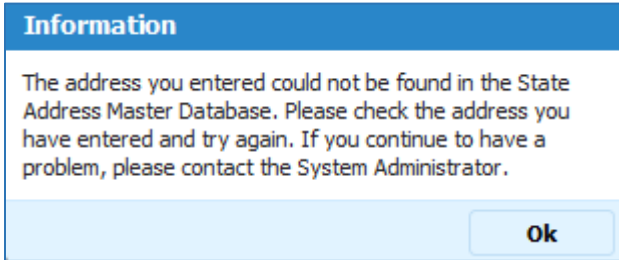 Information
The address you entered could not be found in the State
Address Master Database. Please check the address you
have entered and try again. If you continue to have a
problem, please contact the System Administrator.
Ok